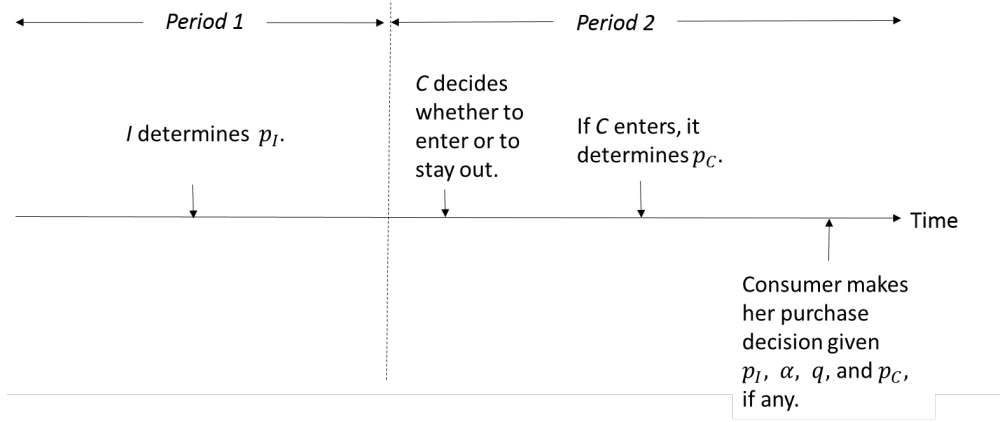 Period 1
Period 2
I determines p_I.
C decides
whether to
enter or to
stay out.
If C enters, it
determines p_C.
Time
Consumer makes
her purchase
decision given
p_I, α, q, and p_C,
if any.